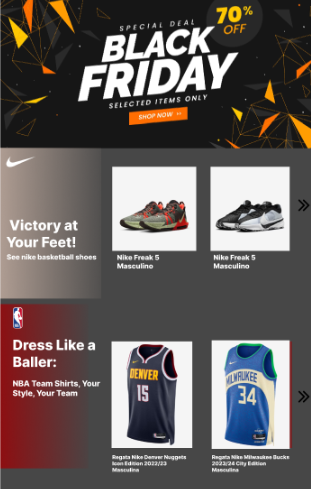 SPECIAL DEAL
70%
OFF
BLACK
FRIDAY
SELECTED ITEMS ONLY
SHOP NOW
Victory at
Your Feet!
See nike basketball shoes
Nike Freak 5
Masculino
Nike Freak 5
Masculino
Dress Like a
Baller:
NBA Team Shirts, Your
Style, Your Team
DENVER
15
MILWAUKEE
34
Regata Nike Denver Nuggets
Icon Edition 2022/23
Masculina
Regata Nike Milwaukee Bucks
2023/24 City Edition
Masculina